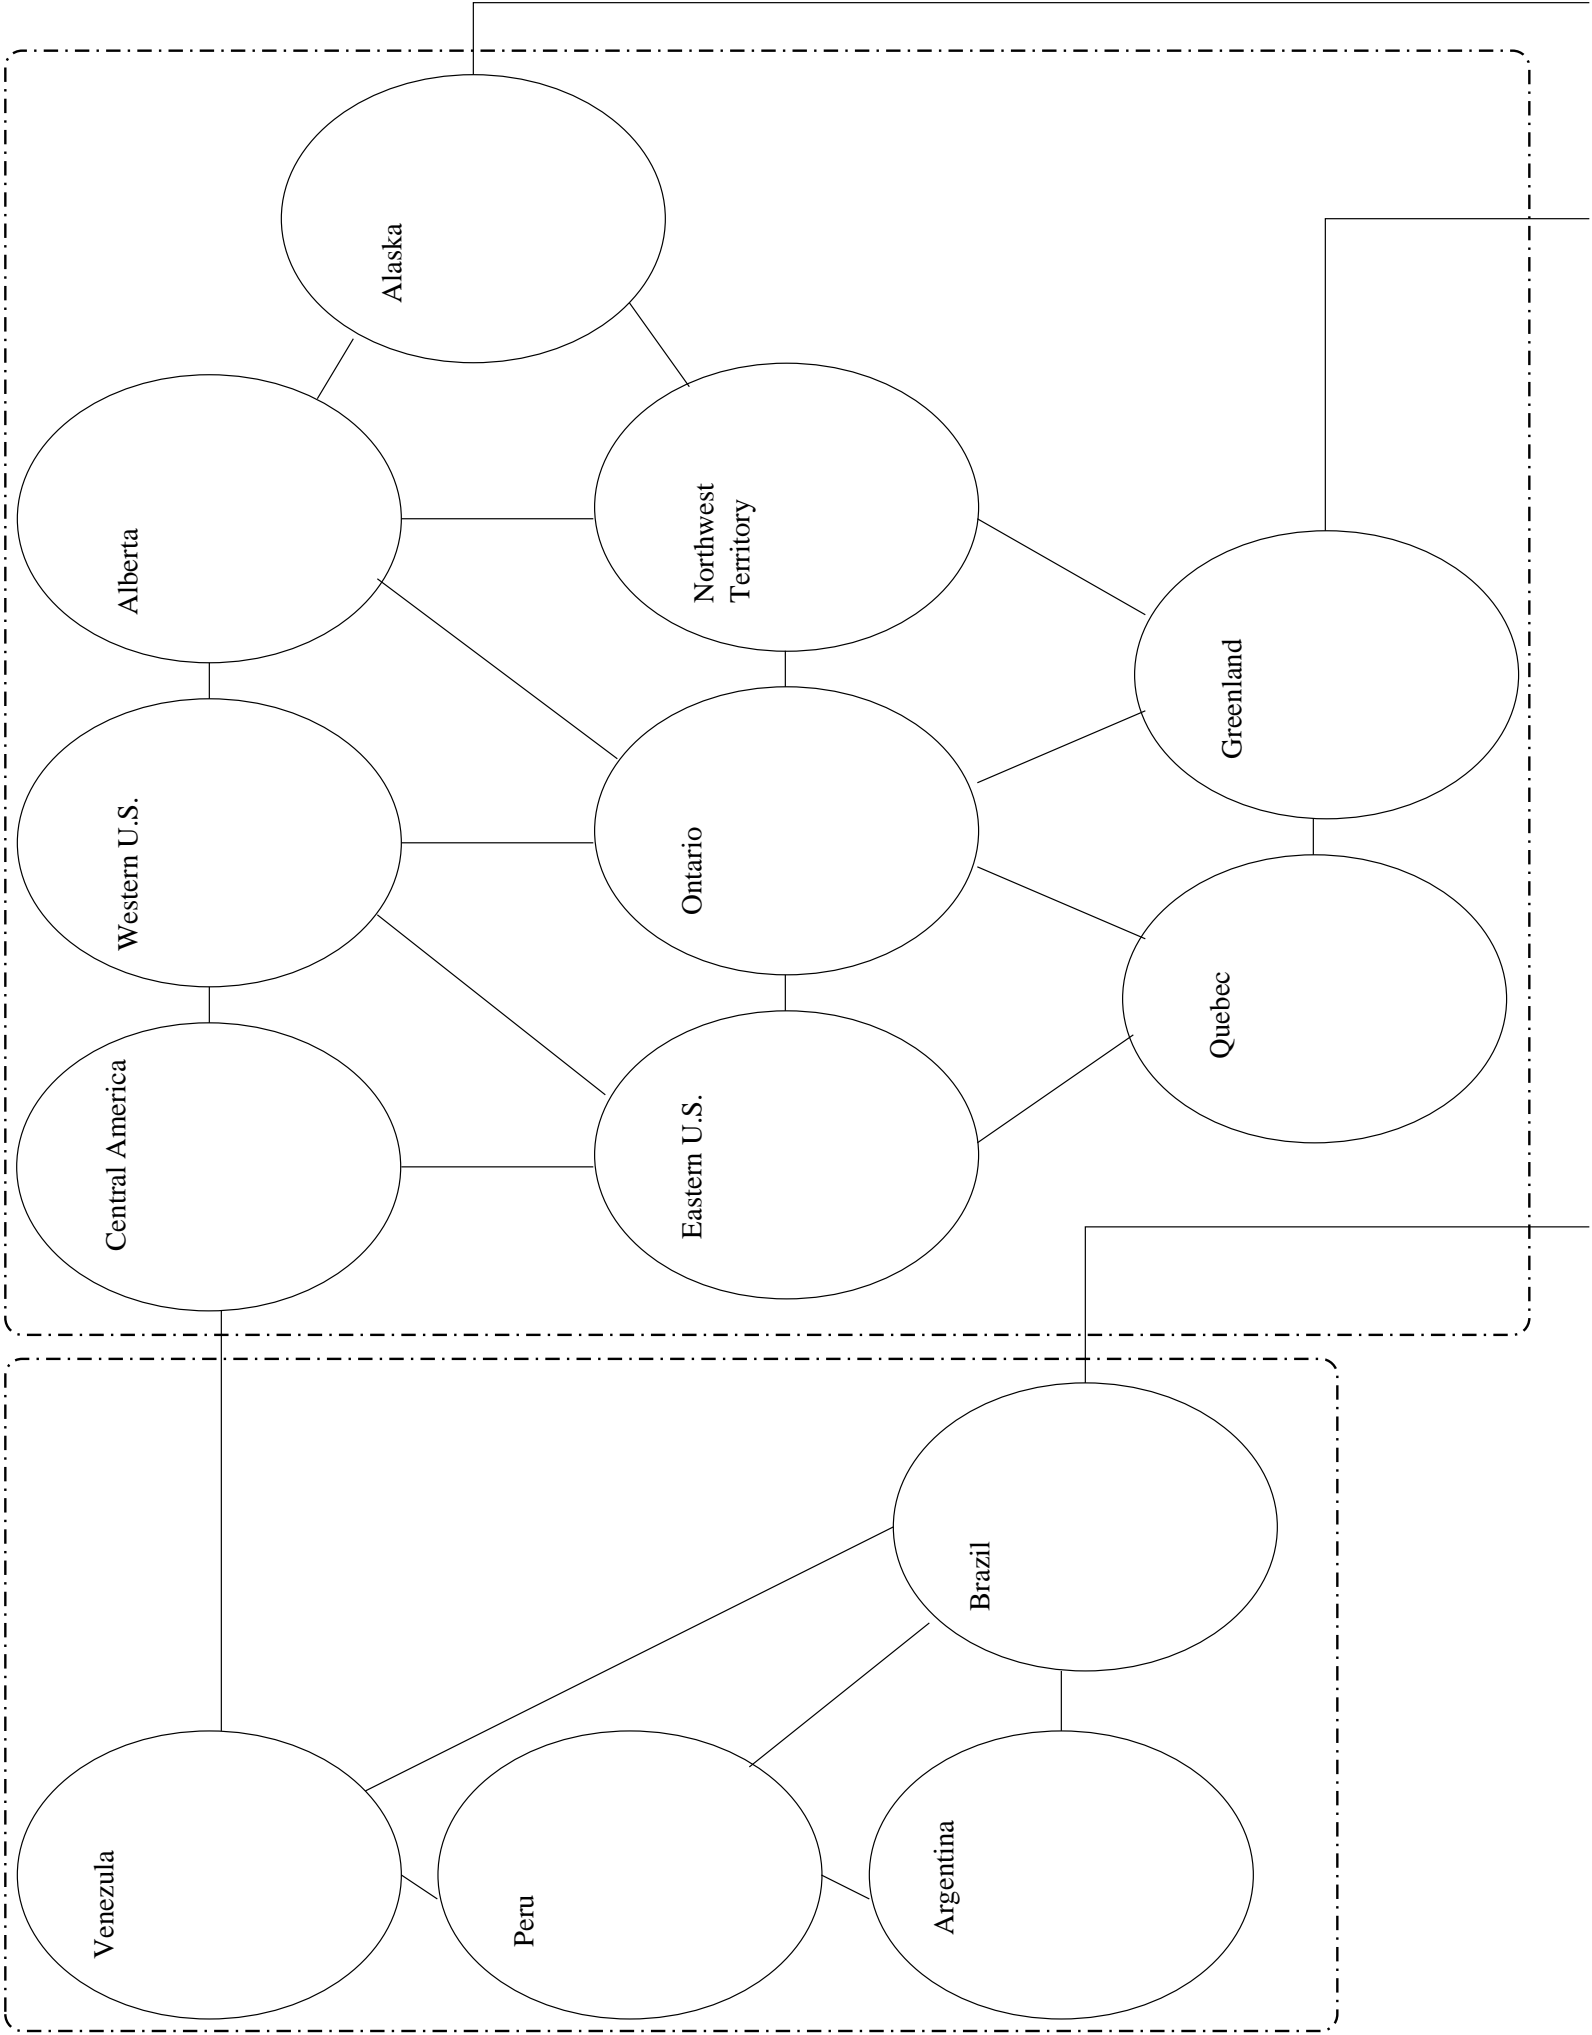 Alaska
Alberta
Northwest
Territory
Western U.S.
Ontario
Greenland
Central America
Eastern U.S.
Quebec
Venezula
Peru
Brazil
Argentina